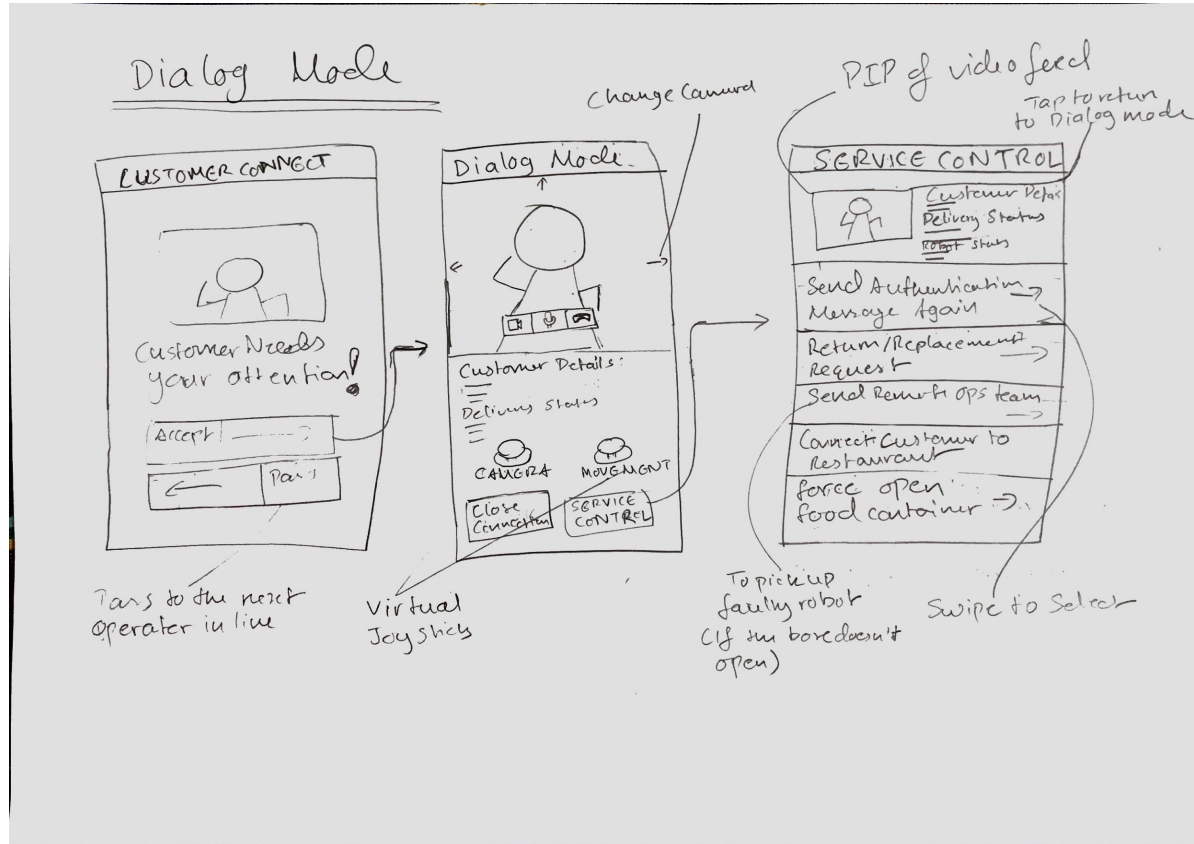 Dialog Mode
CUSTOMER CONNECT
Customer Needs
your attention!
Accept
Pass
Pass to the next
operater in line
Change Camera
Dialog Mode.
Customer Details:
Delivery Status
CAMERA
MOVEMENT
Close
Connection
SERVICE
CONTROL
Virtual
Joysticks
PIP of video feed
Tap to return
to Dialog mode
SERVICE CONTROL
Customer Detai
Delivery Status
Robot Status
Send Authentication
Message Again
Return/Replacement
Request
Send Remote Ops team
Connect Customer to
Restaurant
force open
food container
To pick up
faulty robot
(If the box doesn't
open)
Swipe to Select